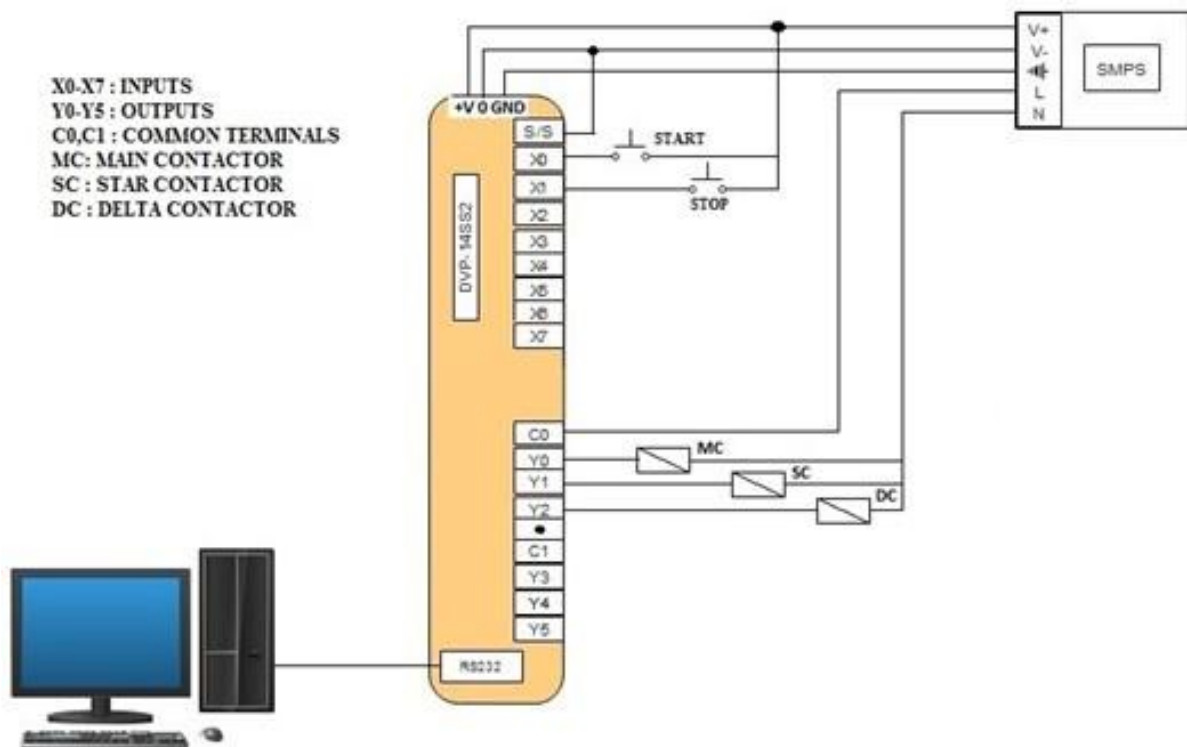 X0-X7 : INPUTS
Y0-Y5 : OUTPUTS
C0,C1 : COMMON TERMINALS
MC: MAIN CONTACTOR
SC : STAR CONTACTOR
DC : DELTA CONTACTOR
V+
V-
L
N
SMPS
+V 0 GND
S/S
X0
X1
X2
X3
X4
X5
X6
X7
START
STOP
DVP-14SS2
C0
Y0
Y1
Y2
C1
Y3
Y4
Y5
MC
SC
DC
RS232